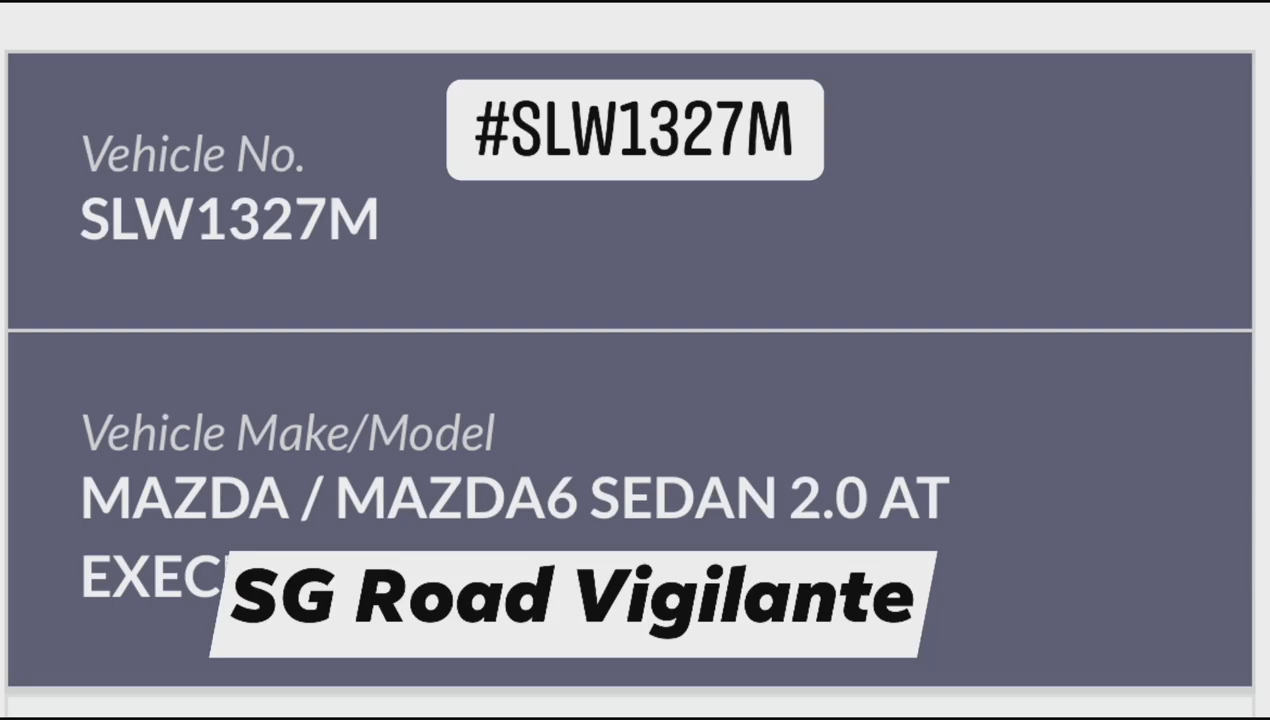 #SLW1327M
Vehicle No.
SLW1327M
Vehicle Make/Model
MAZDA / MAZDA6 SEDAN 2.0 AT
EXEC
SG Road Vigilante